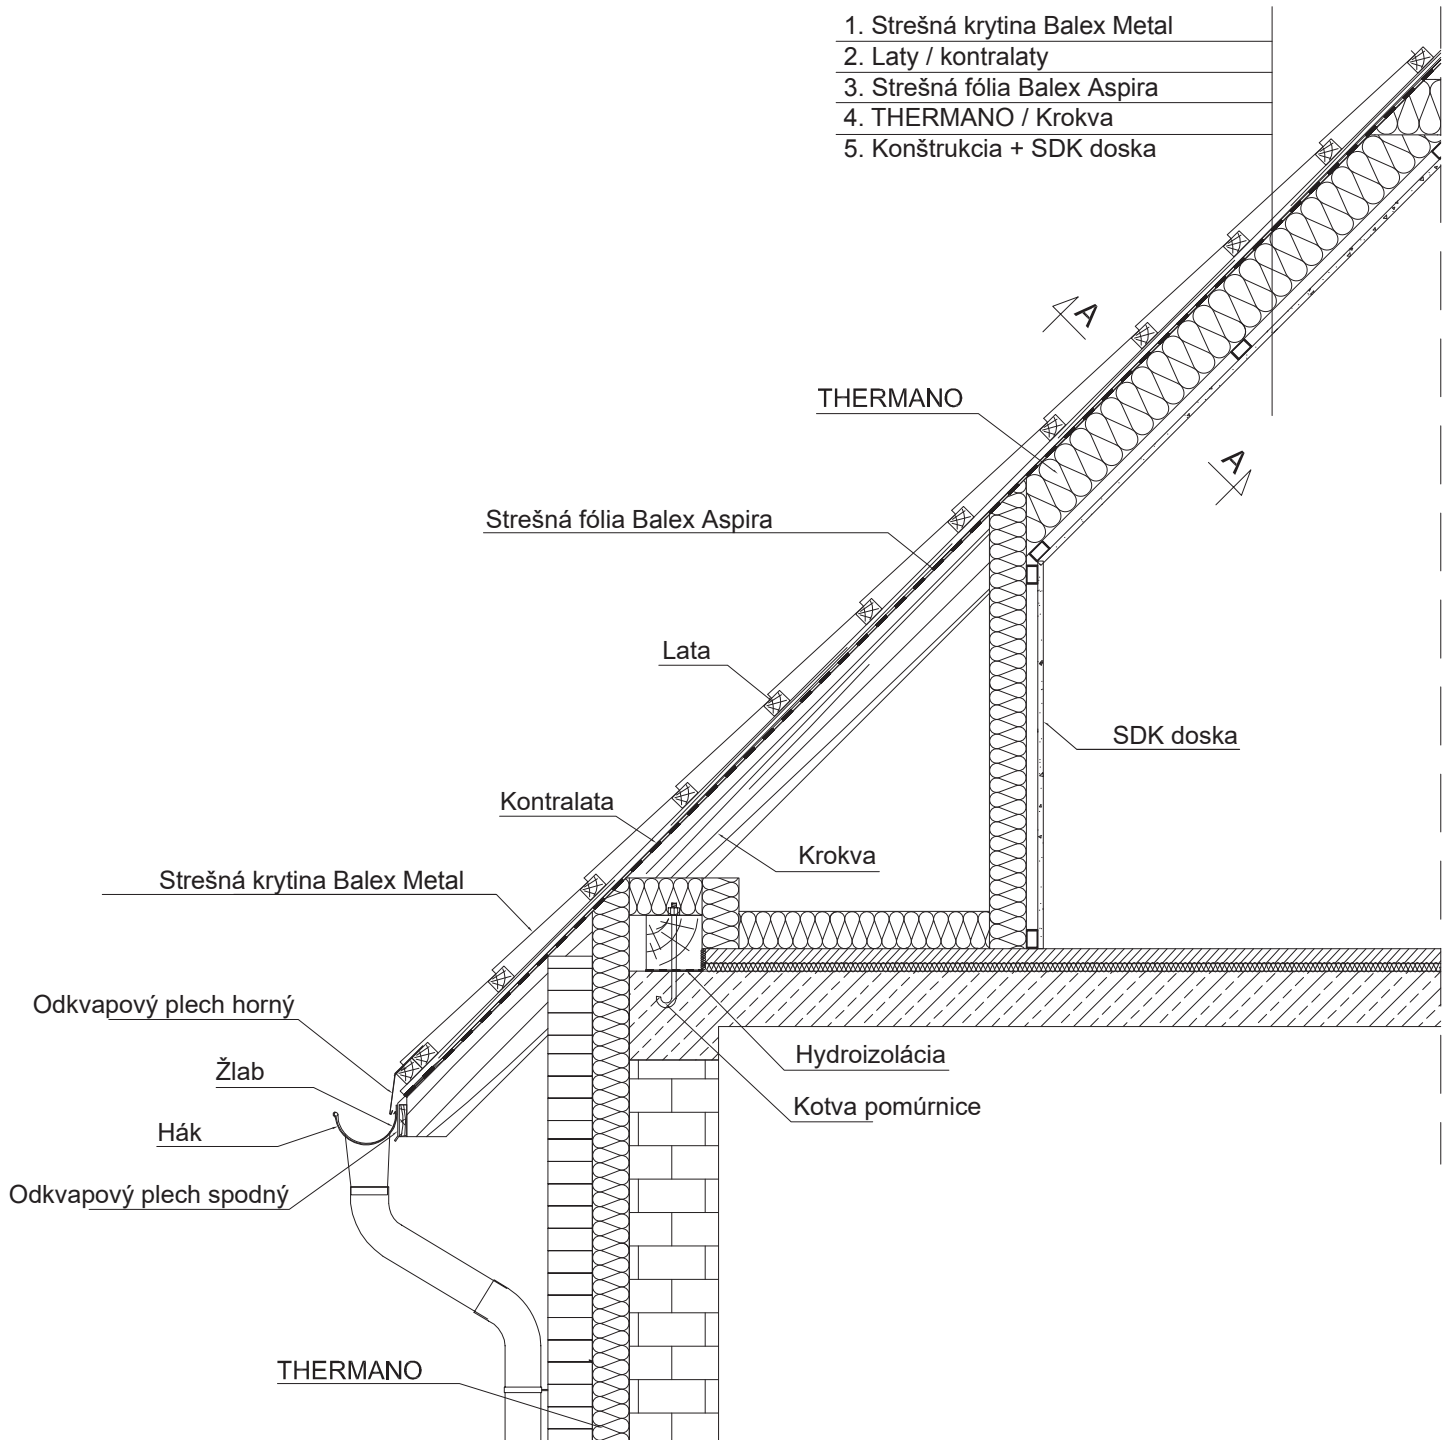 1. Strešná krytina Balex Metal
2. Laty / kontralaty
3. Strešná fólia Balex Aspira
4. THERMANO / Krokva
5. Konštrukcia + SDK doska
A
THERMANO
A
Strešná fólia Balex Aspira
Lata
SDK doska
Kontralata
Krokva
Strešná krytina Balex Metal
Odkvapový plech horný
Hydroizolácia
Žlab
Kotva pomúrnice
Hák
Odkvapový plech spodný
THERMANO